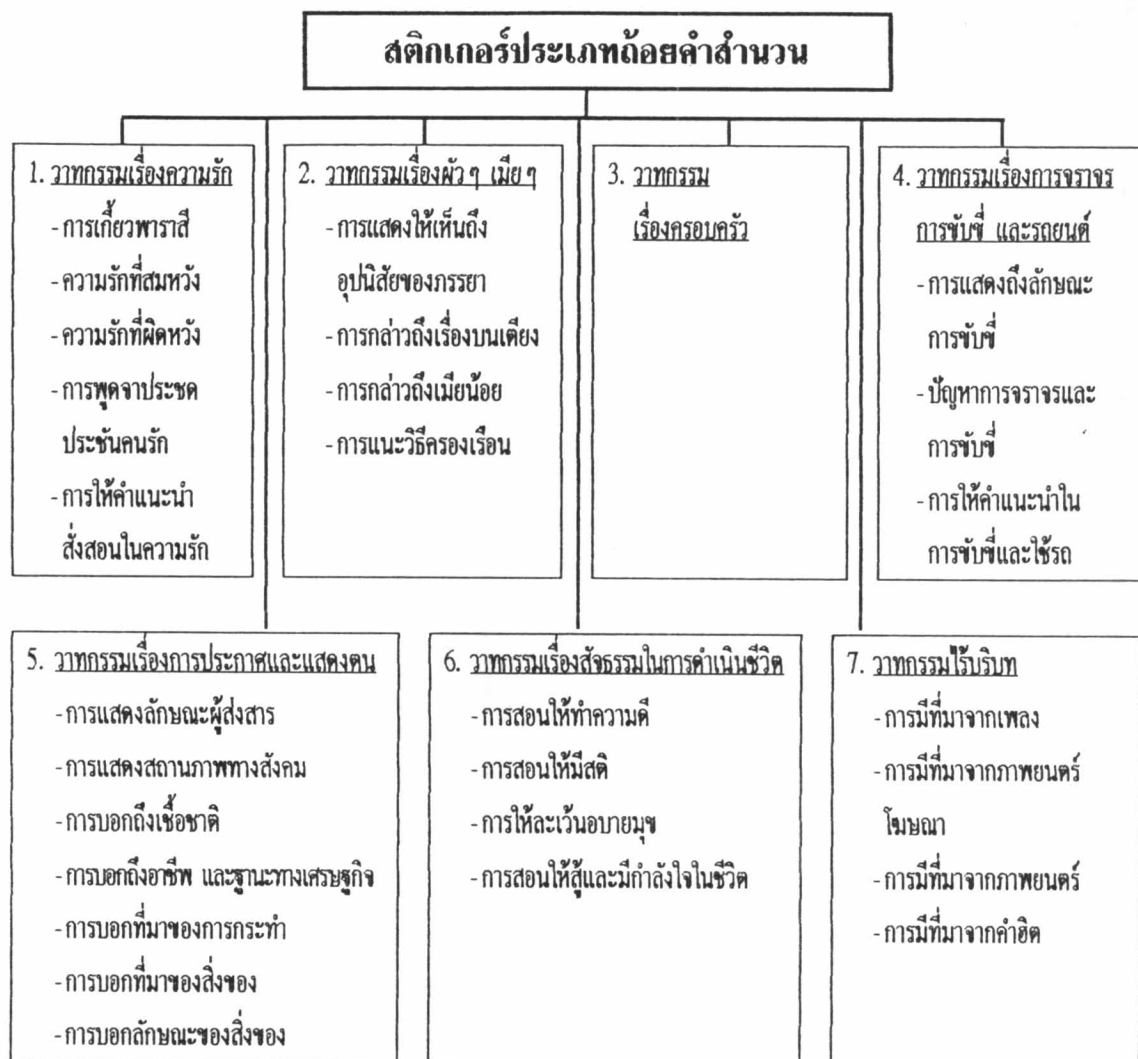 สติกเกอร์ประเภทถ้อยคำสำนวน
1. วาทกรรมเรื่องความรัก
-การเกี้ยวพาราสี
-ความรักที่สมหวัง
-ความรักที่ผิดหวัง
-การพูดจาประชด
ประชันคนรัก
-การให้คำแนะนำ
สั่งสอนในความรัก
2. วาทกรรมเรื่องผัวๆ เมียๆ
-การแสดงให้เห็นถึง
อุปนิสัยของภรรยา
-การกล่าวถึงเรื่องบนเตียง
-การกล่าวถึงเมียน้อย
-การแนะวิธีครองเรือน
3. วาทกรรม
เรื่องครอบครัว
4. วาทกรรมเรื่องการจราจร
การขับขี่ และรถยนต์
-การแสดงถึงลักษณะ
การขับขี่
-ปัญหาการจราจรและ
การขับขี่
-การให้คำแนะนำใน
การขับขี่และใช้รถ
5. วาทกรรมเรื่องการประกาศและแสดงตน
-การแสดงลักษณะผู้ส่งสาร
-การแสดงสถานภาพทางสังคม
-การบอกถึงเชื้อชาติ
-การบอกถึงอาชีพ และฐานะทางเศรษฐกิจ
-การบอกที่มาของการกระทำ
-การบอกที่มาของสิ่งของ
-การบอกลักษณะของสิ่งของ
6. วาทกรรมเรื่องสัจธรรมในการดำเนินชีวิต
-การสอนให้ทำความดี
-การสอนให้มีสติ
-การให้ละเว้นอบายมุข
-การสอนให้สู้และมีกำลังใจในชีวิต
7. วาทกรรมไร้บริบท
-การมีที่มาจากเพลง
-การมีที่มาจากภาพยนตร์
โฆษณา
-การมีที่มาจากภาพยนตร์
-การมีที่มาจากคำฮิต